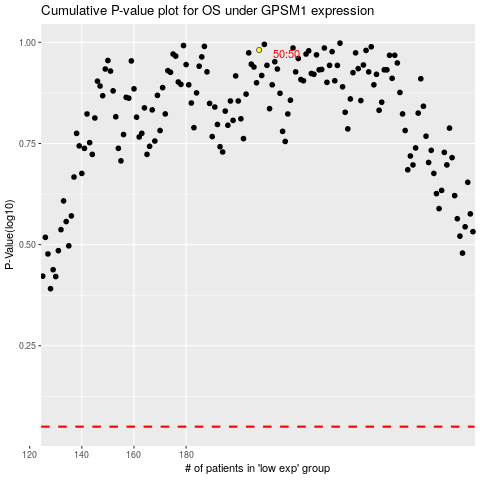 Cumulative P-value plot for OS under GPSM1 expression
P-Value(log10)
1.00
0.75
0.50
0.25
50:50
120 140 160 180
# of patients in 'low exp' group